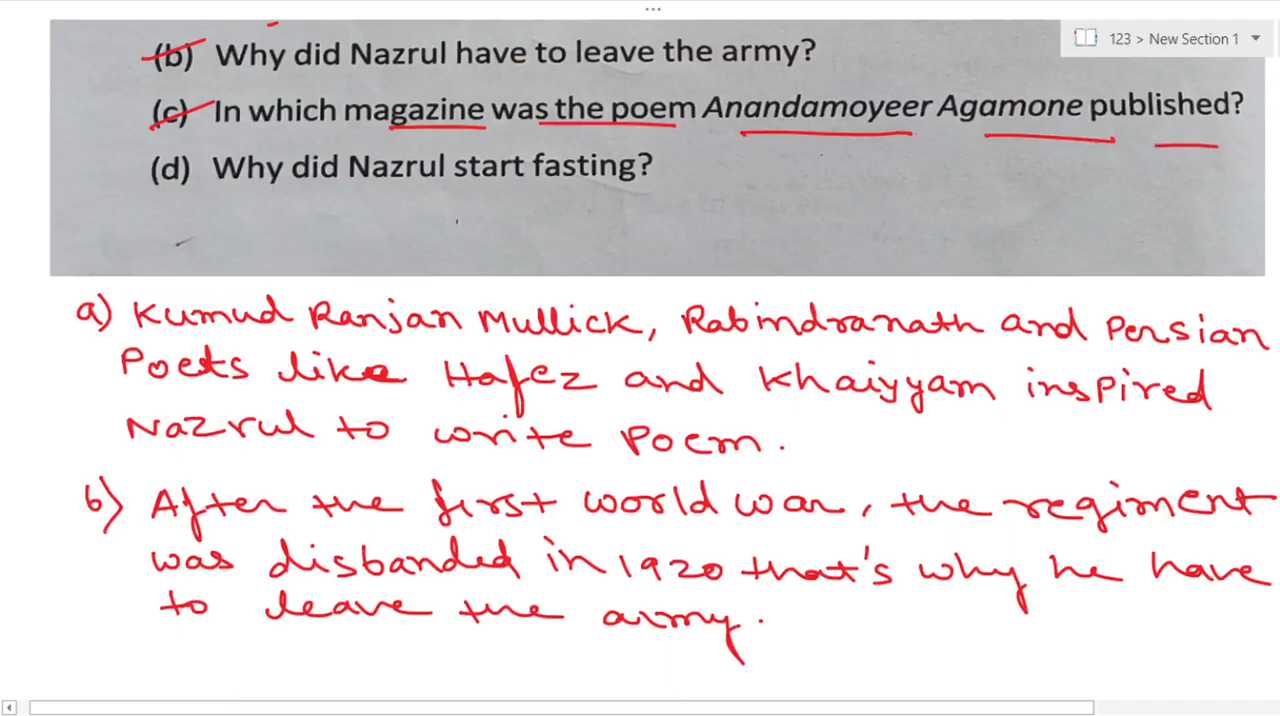 (b) Why did Nazrul have to leave the army?
123 > New Section 1
(c) In which magazine was the poem Anandamoyeer Agamone published?
(d) Why did Nazrul start fasting?
a) Kumud Ranjan Mullick, Rabindranath and Persian
Poets like Hafez and Khaiyyam inspired
Nazrul to write Poem.
b) After the first world war, the regiment
was disbanded in 1920 that's why he have
to leave the army.